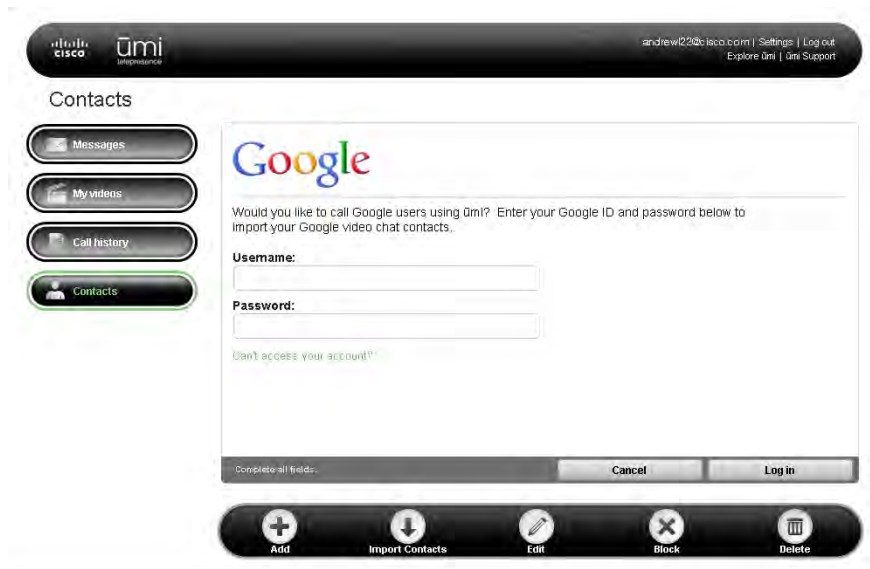 cisco
ūmi
telepresence
andrewl22@cisco.com | Settings | Log out
Explore ūmi | ūmi Support
Contacts
Messages
My videos
Call history
Contacts
Google
Would you like to call Google users using ūmi? Enter your Google ID and password below to
import your Google video chat contacts.
Username:
Password:
Can't access your account?
Complete all fields.
Cancel
Log in
Add
Import Contacts
Edit
Block
Delete